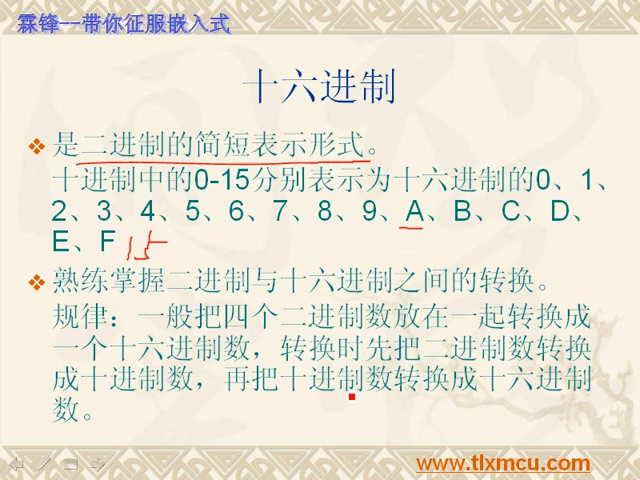 霖锋--带你征服嵌入式
十六进制
是二进制的简短表示形式。
十进制中的0-15分别表示为十六进制的0、1、
2、3、4、5、6、7、8、9、A、B、C、D、
E、F 15
熟练掌握二进制与十六进制之间的转换。
规律：一般把四个二进制数放在一起转换成
一个十六进制数，转换时先把二进制数转换
成十进制数，再把十进制数转换成十六进制
数。
www.tlxmcu.com